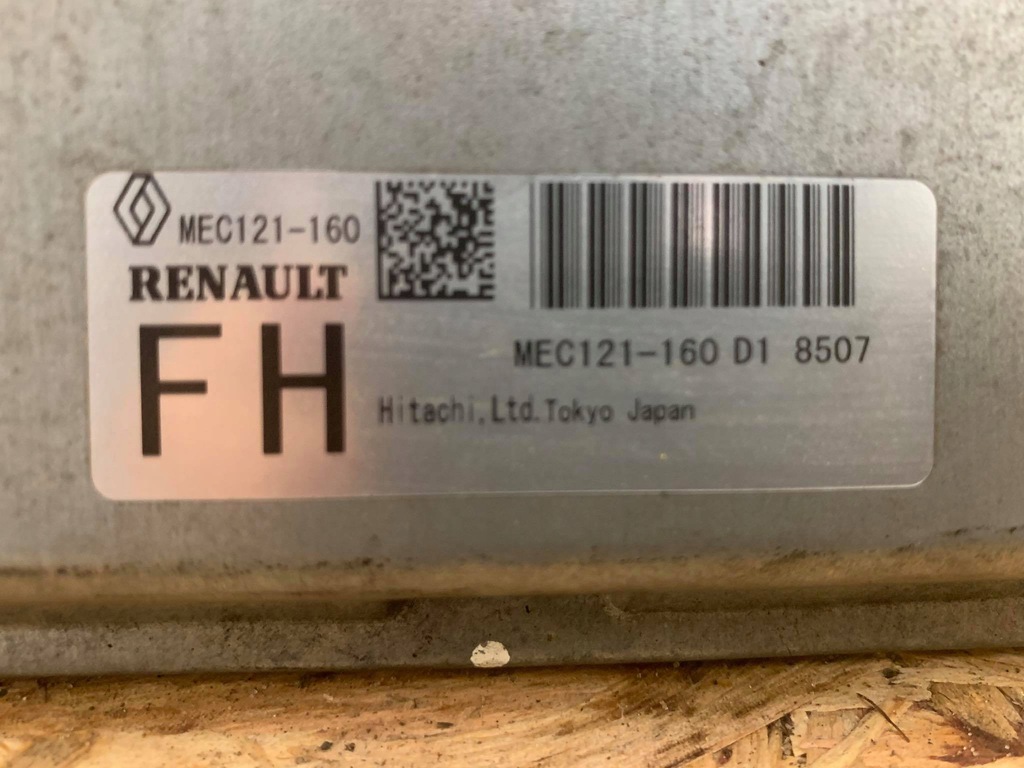 MEC121-160
RENAULT
FH
MEC121-160 D1 8507
Hitachi,Ltd.Tokyo Japan